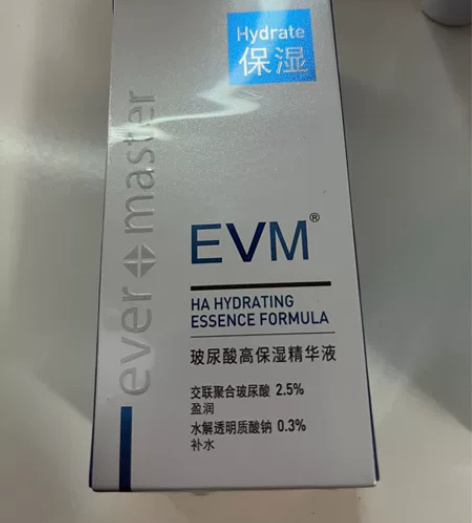 Hydrate
保湿
ever master
EVM®
HA HYDRATING
ESSENCE FORMULA
玻尿酸高保湿精华液
交联聚合玻尿酸 2.5%
盈润
水解透明质酸钠 0.3%
补水